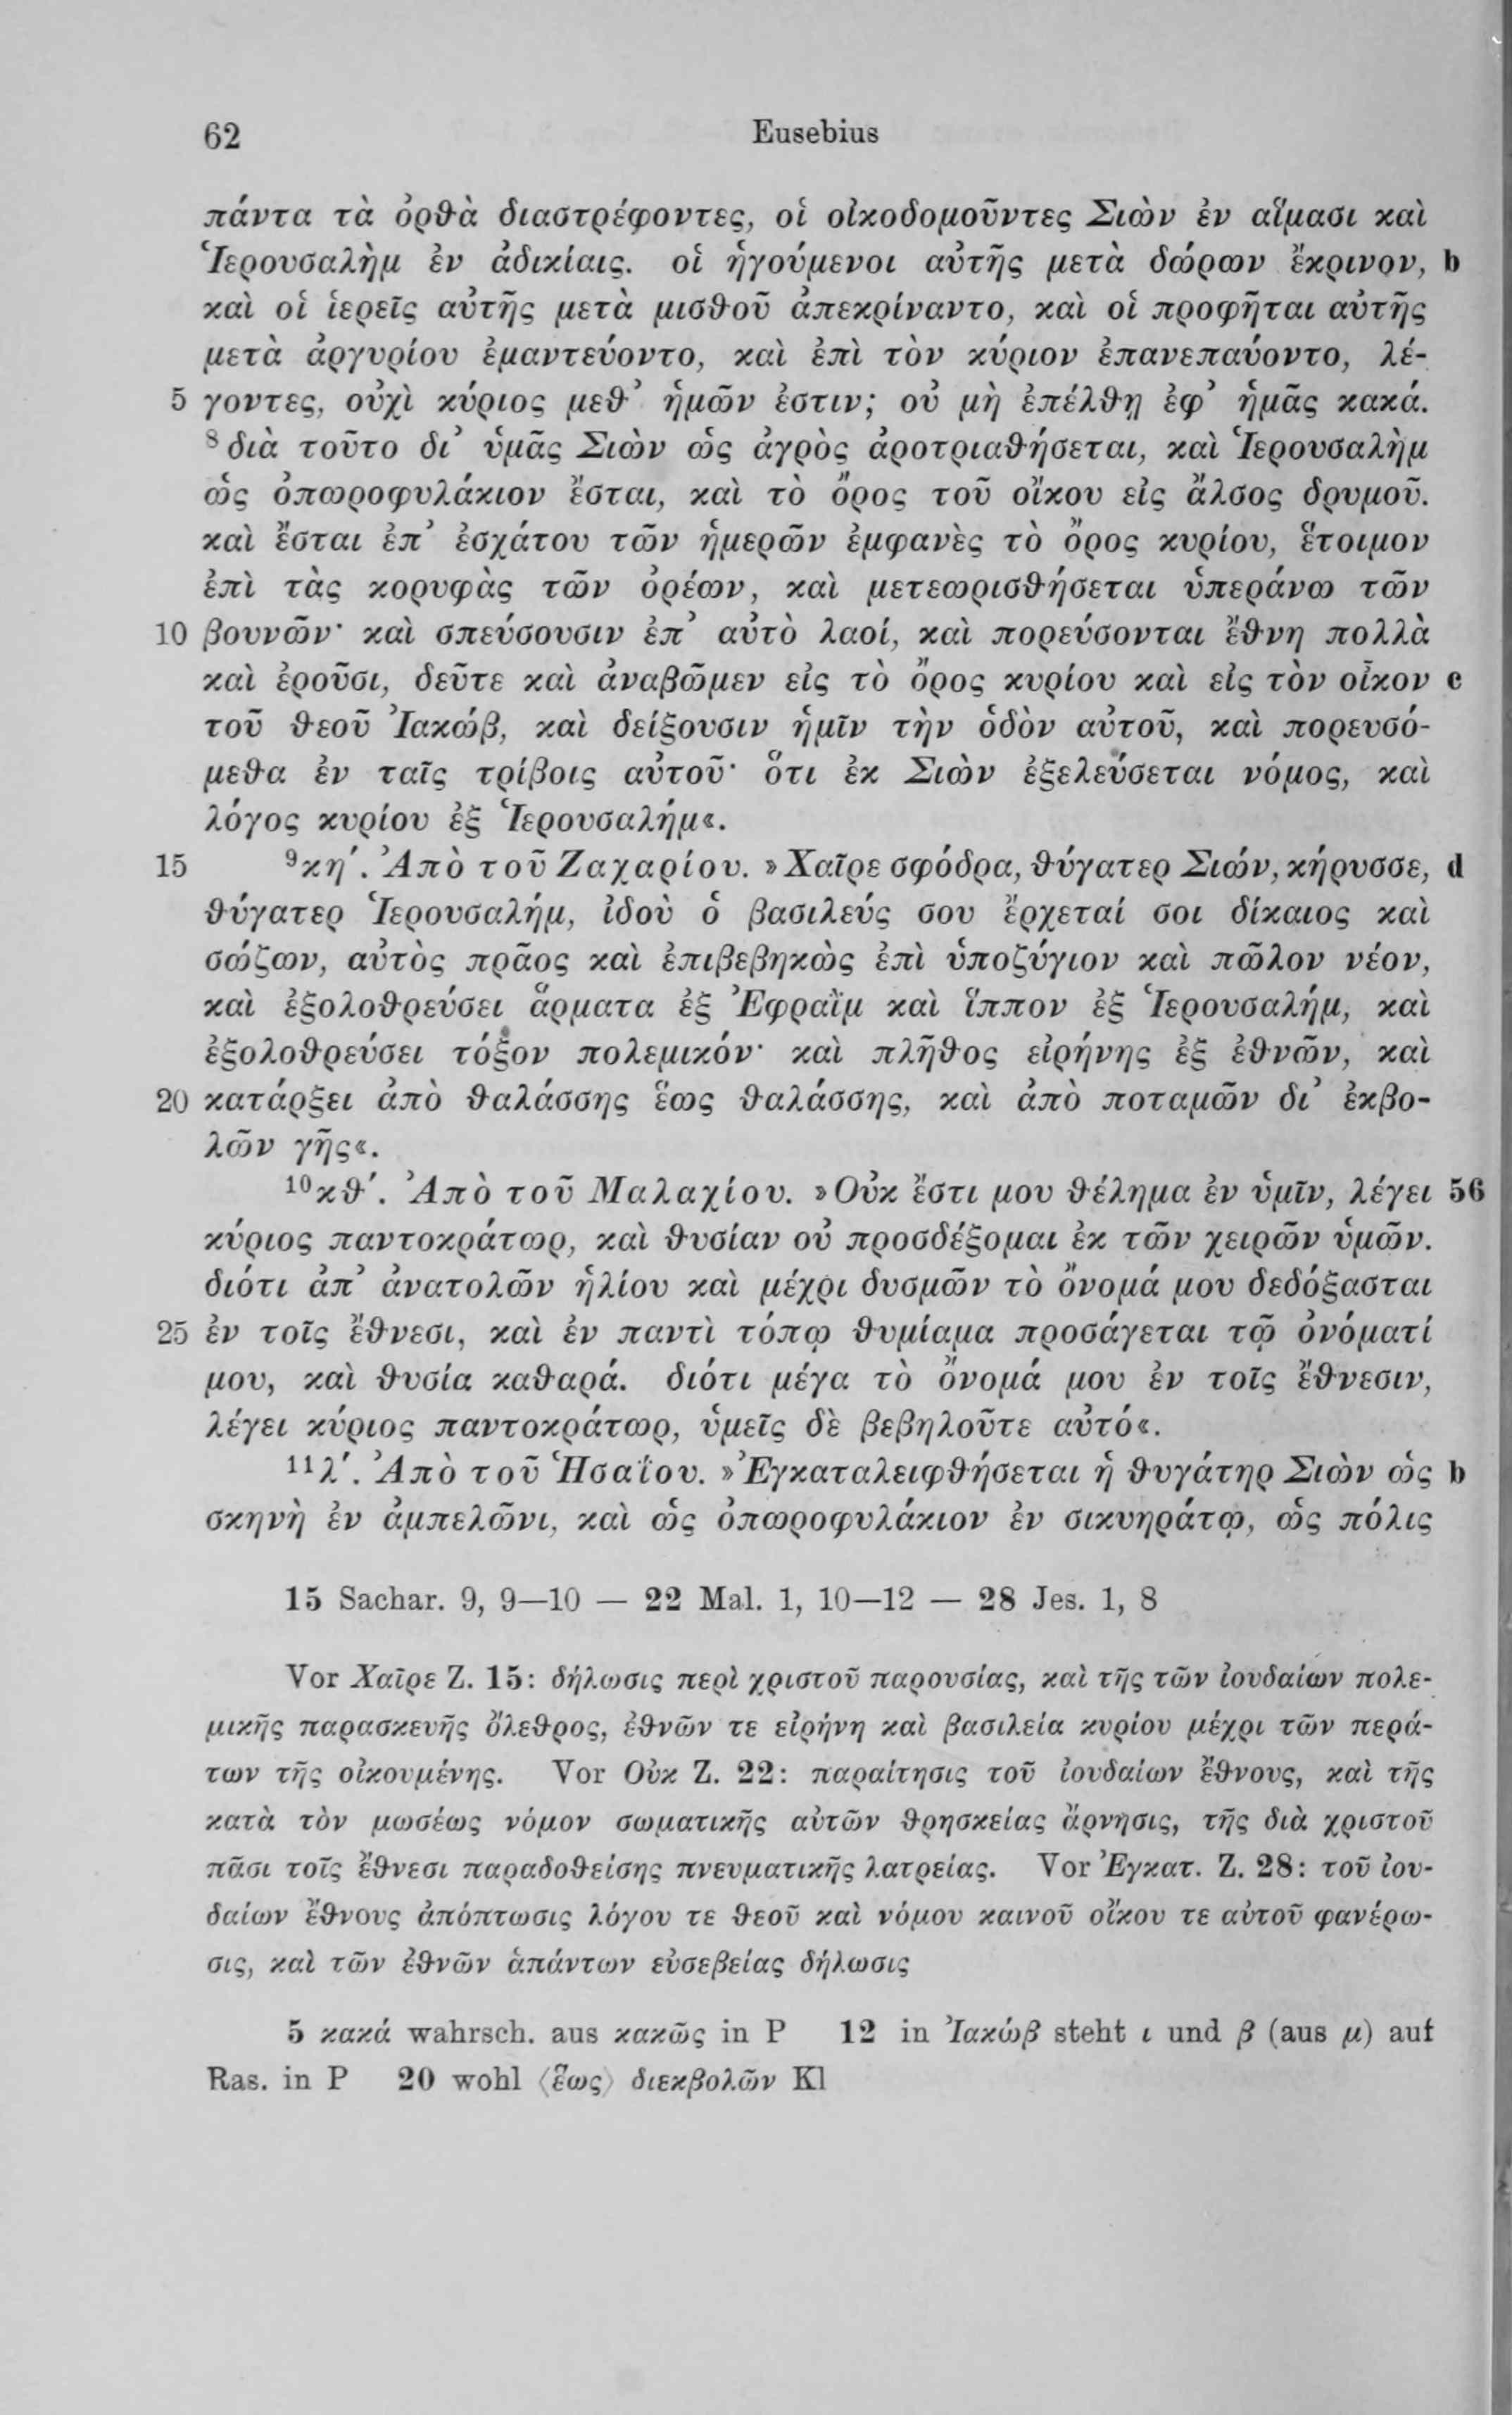 62 Eusebius
πάντα τὰ ὀρθὰ διαστρέφοντες, οἱ οἰκοδομοῦντες Σιὼν ἐν αἵμασι καὶ
Ἱερουσαλὴμ ἐν ἀδικίαις. οἱ ἡγούμενοι αὐτῆς μετὰ δώρων ἔκρινον, b
καὶ οἱ ἱερεῖς αὐτῆς μετὰ μισθοῦ ἀπεκρίναντο, καὶ οἱ προφῆται αὐτῆς
μετὰ ἀργυρίου ἐμαντεύοντο, καὶ ἐπὶ τὸν κύριον ἐπανεπαύοντο, λέ-
5 γοντες, οὐχὶ κύριος μεθ’ ἡμῶν ἐστιν; οὐ μὴ ἐπέλθῃ ἐφ’ ἡμᾶς κακά.
⁸ διὰ τοῦτο δι’ ὑμᾶς Σιὼν ὡς ἀγρὸς ἀροτριαθήσεται, καὶ Ἱερουσαλὴμ
ὡς ὀπωροφυλάκιον ἔσται, καὶ τὸ ὄρος τοῦ οἴκου εἰς ἄλσος δρυμοῦ.
καὶ ἔσται ἐπ’ ἐσχάτου τῶν ἡμερῶν ἐμφανὲς τὸ ὄρος κυρίου, ἕτοιμον
ἐπὶ τὰς κορυφὰς τῶν ὀρέων, καὶ μετεωρισθήσεται ὑπεράνω τῶν
10 βουνῶν· καὶ σπεύσουσιν ἐπ’ αὐτὸ λαοί, καὶ πορεύσονται ἔθνη πολλὰ
καὶ ἐροῦσι, δεῦτε καὶ ἀναβῶμεν εἰς τὸ ὄρος κυρίου καὶ εἰς τὸν οἶκον c
τοῦ θεοῦ Ἰακώβ, καὶ δείξουσιν ἡμῖν τὴν ὁδὸν αὐτοῦ, καὶ πορευσό-
μεθα ἐν ταῖς τρίβοις αὐτοῦ· ὅτι ἐκ Σιὼν ἐξελεύσεται νόμος, καὶ
λόγος κυρίου ἐξ Ἱερουσαλήμ«.
15 ⁹κη΄. Ἀπὸ τοῦ Ζαχαρίου. »Χαῖρε σφόδρα, θύγατερ Σιών, κήρυσσε, d
θύγατερ Ἱερουσαλήμ, ἰδοὺ ὁ βασιλεύς σου ἔρχεταί σοι δίκαιος καὶ
σώζων, αὐτὸς πρᾶος καὶ ἐπιβεβηκὼς ἐπὶ ὑποζύγιον καὶ πῶλον νέον,
καὶ ἐξολοθρεύσει ἅρματα ἐξ Ἐφραῒμ καὶ ἵππον ἐξ Ἱερουσαλήμ, καὶ
ἐξολοθρεύσει τόξον πολεμικόν· καὶ πλῆθος εἰρήνης ἐξ ἐθνῶν, καὶ
20 κατάρξει ἀπὸ θαλάσσης ἕως θαλάσσης, καὶ ἀπὸ ποταμῶν δι’ ἐκβο-
λῶν γῆς«.
¹⁰κθ΄. Ἀπὸ τοῦ Μαλαχίου. »Οὐκ ἔστι μου θέλημα ἐν ὑμῖν, λέγει 56
κύριος παντοκράτωρ, καὶ θυσίαν οὐ προσδέξομαι ἐκ τῶν χειρῶν ὑμῶν.
διότι ἀπ’ ἀνατολῶν ἡλίου καὶ μέχρι δυσμῶν τὸ ὄνομά μου δεδόξασται
25 ἐν τοῖς ἔθνεσι, καὶ ἐν παντὶ τόπῳ θυμίαμα προσάγεται τῷ ὀνόματί
μου, καὶ θυσία καθαρά. διότι μέγα τὸ ὄνομά μου ἐν τοῖς ἔθνεσιν,
λέγει κύριος παντοκράτωρ, ὑμεῖς δὲ βεβηλοῦτε αὐτό«.
¹¹λ΄. Ἀπὸ τοῦ Ἡσαΐου. »Ἐγκαταλειφθήσεται ἡ θυγάτηρ Σιὼν ὡς b
σκηνὴ ἐν ἀμπελῶνι, καὶ ὡς ὀπωροφυλάκιον ἐν σικυηράτῳ, ὡς πόλις
15 Sachar. 9, 9—10 — 22 Mal. 1, 10—12 — 28 Jes. 1, 8
Vor Χαῖρε Z. 15: δήλωσις περὶ χριστοῦ παρουσίας, καὶ τῆς τῶν ἰουδαίων πολε-
μικῆς παρασκευῆς ὄλεθρος, ἐθνῶν τε εἰρήνη καὶ βασιλεία κυρίου μέχρι τῶν περά-
των τῆς οἰκουμένης. Vor Οὐκ Z. 22: παραίτησις τοῦ ἰουδαίων ἔθνους, καὶ τῆς
κατὰ τὸν μωσέως νόμον σωματικῆς αὐτῶν θρησκείας ἄρνησις, τῆς διὰ χριστοῦ
πᾶσι τοῖς ἔθνεσι παραδοθείσης πνευματικῆς λατρείας. Vor Ἐγκατ. Z. 28: τοῦ ἰου-
δαίων ἔθνους ἀπόπτωσις λόγου τε θεοῦ καὶ νόμου καινοῦ οἴκου τε αὐτοῦ φανέρω-
σις, καὶ τῶν ἐθνῶν ἁπάντων εὐσεβείας δήλωσις
5 κακά wahrsch. aus κακῶς in P 12 in Ἰακώβ steht ι und β (aus μ) auf
Ras. in P 20 wohl ⟨ἕως⟩ διεκβολῶν Kl